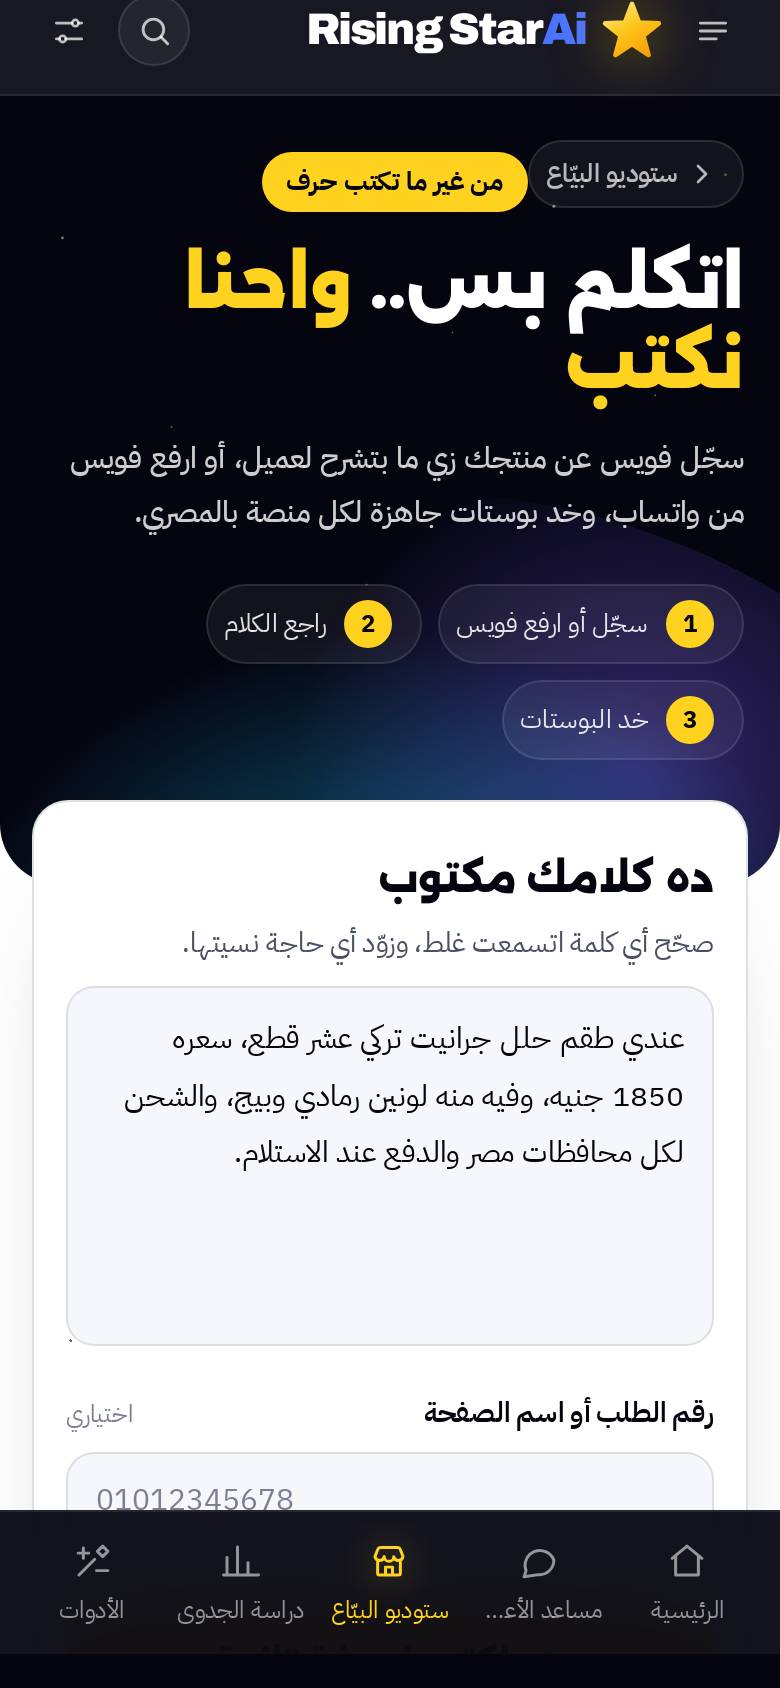 Rising StarAi
ستوديو البيّاع
من غير ما تكتب حرف
اتكلم بس.. واحنا
نكتب
سجّل فويس عن منتجك زي ما بتشرح لعميل، أو ارفع فويس
من واتساب، وخد بوستات جاهزة لكل منصة بالمصري.
1 سجّل أو ارفع فويس
2 راجع الكلام
3 خد البوستات
ده كلامك مكتوب
صحّح أي كلمة اتسمعت غلط، وزوّد أي حاجة نسيتها.
عندي طقم حلل جرانيت تركي عشر قطع، سعره
1850 جنيه، وفيه منه لونين رمادي وبيج، والشحن
لكل محافظات مصر والدفع عند الاستلام.
رقم الطلب أو اسم الصفحة
اختياري
01012345678
الرئيسية
مساعد الأعـ...
ستوديو البيّاع
دراسة الجدوى
الأدوات